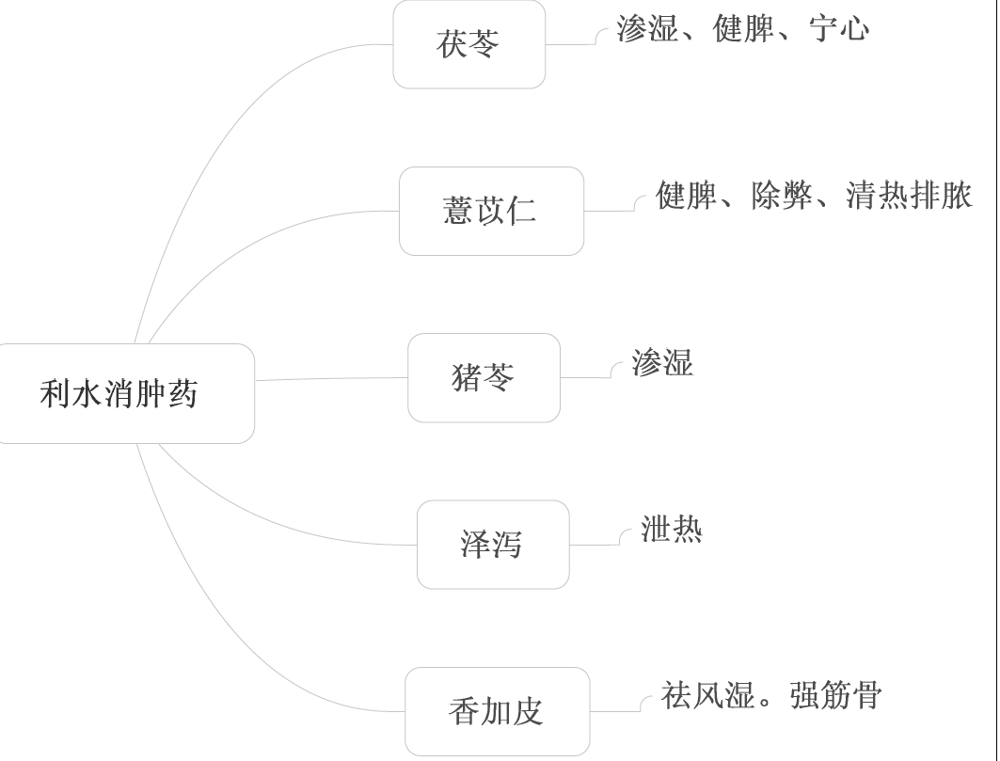 茯苓
渗湿、健脾、宁心
薏苡仁
健脾、除弊、清热排脓
利水消肿药
猪苓
渗湿
泽泻
泄热
香加皮
祛风湿。强筋骨